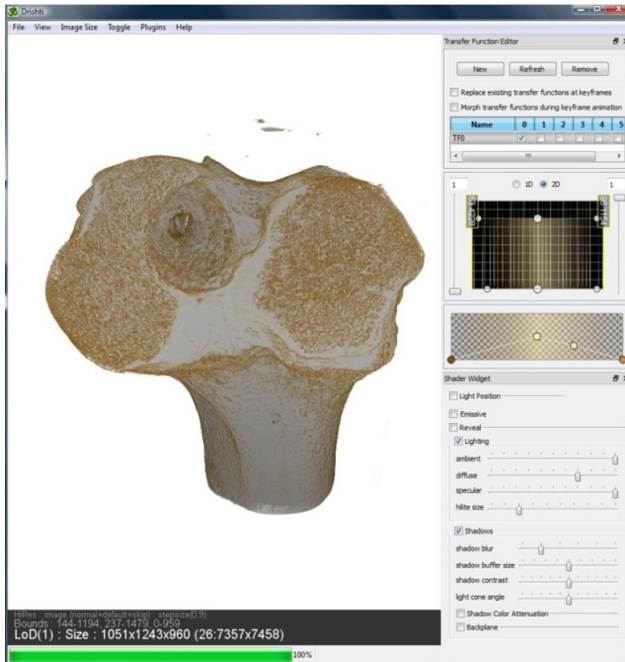 Drishti
File View Image Size Toggle Plugins Help
Transfer Function Editor
New Refresh Remove
Replace existing transfer functions at keyframes
Morph transfer functions during keyframe animation
Name 0 1 2 3 4 5
TF0
1 1D 2D 1
Shader Widget
Light Position
Emissive
Reveal
Lighting
ambient
diffuse
specular
hilite size
Shadows
shadow blur
shadow buffer size
shadow contrast
light cone angle
Shadow Color Attenuation
Backplane
HiRes : image (normal+default+skip) : stepsize(0.9)
Bounds : 144-1194, 237-1479, 0-959
LoD(1) : Size : 1051x1243x960 (26:7357x7458)
100%